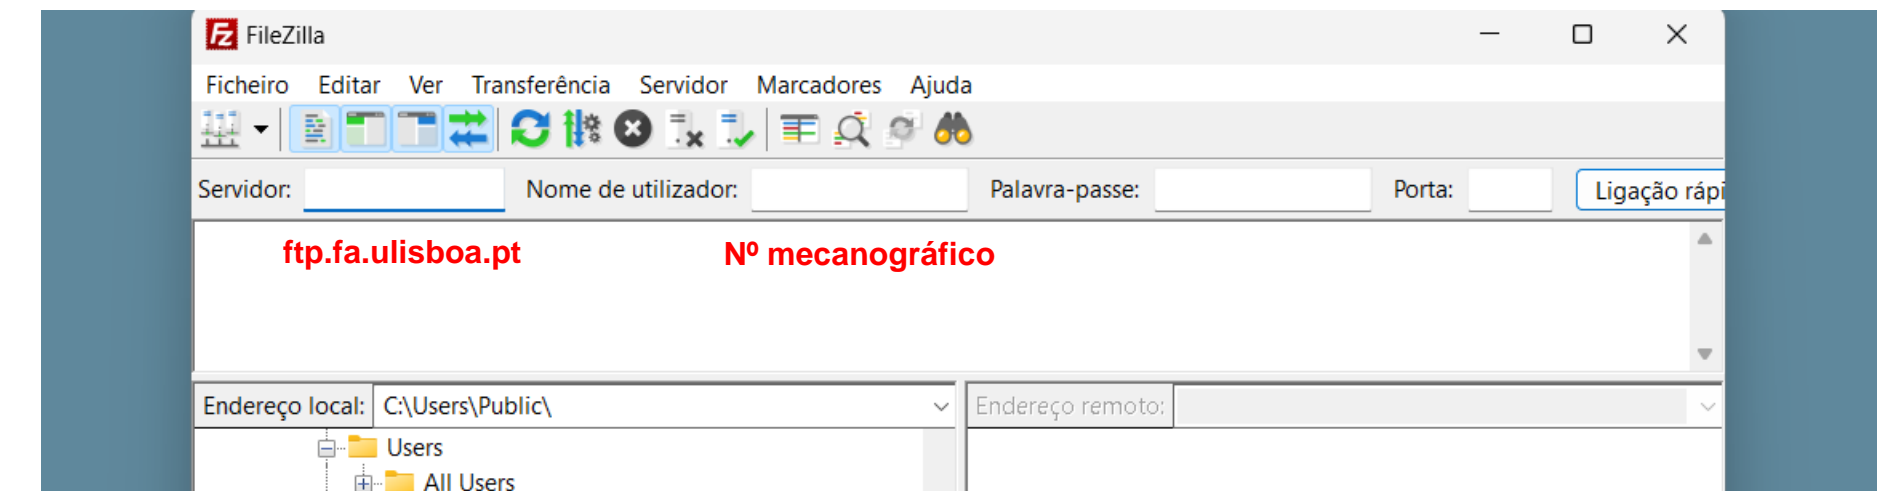 FileZilla
Ficheiro Editar Ver Transferência Servidor Marcadores Ajuda
Servidor: Nome de utilizador: Palavra-passe: Porta: Ligação rápi
ftp.fa.ulisboa.pt Nº mecanográfico
Endereço local: C:\Users\Public\ Endereço remoto:
Users
All Users